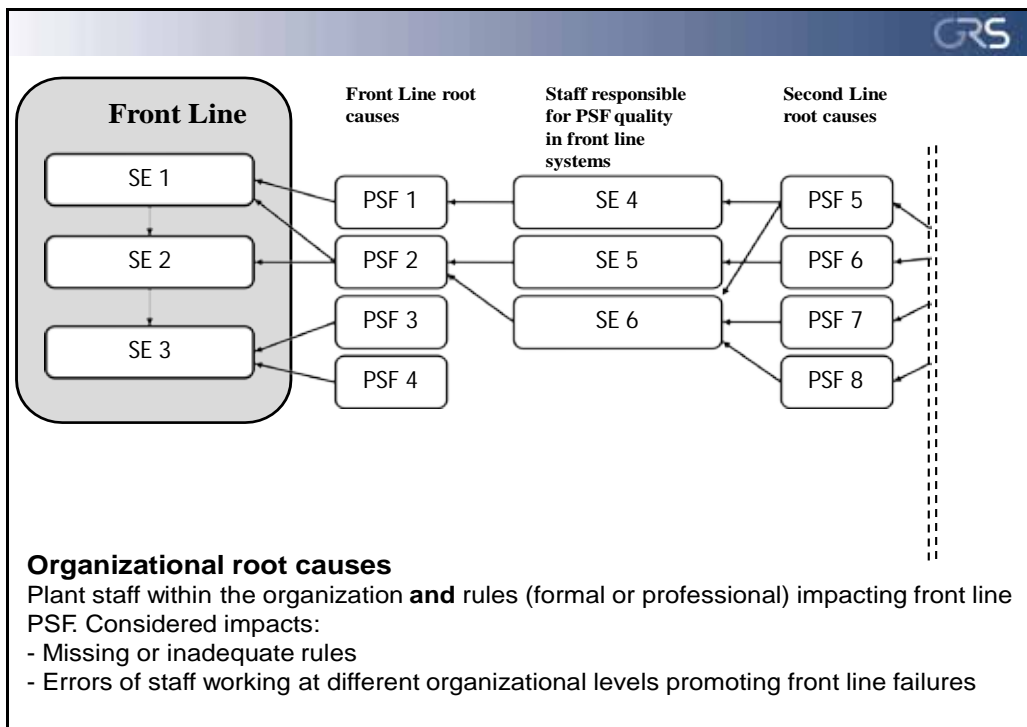 GRS
Front Line
Front Line root
causes
Staff responsible
for PSF quality
in front line
systems
Second Line
root causes
SE 1
PSF 1
SE 4
PSF 5
SE 2
PSF 2
SE 5
PSF 6
SE 3
PSF 3
SE 6
PSF 7
PSF 4
PSF 8
Organizational root causes
Plant staff within the organization and rules (formal or professional) impacting front line
PSF. Considered impacts:
- Missing or inadequate rules
- Errors of staff working at different organizational levels promoting front line failures